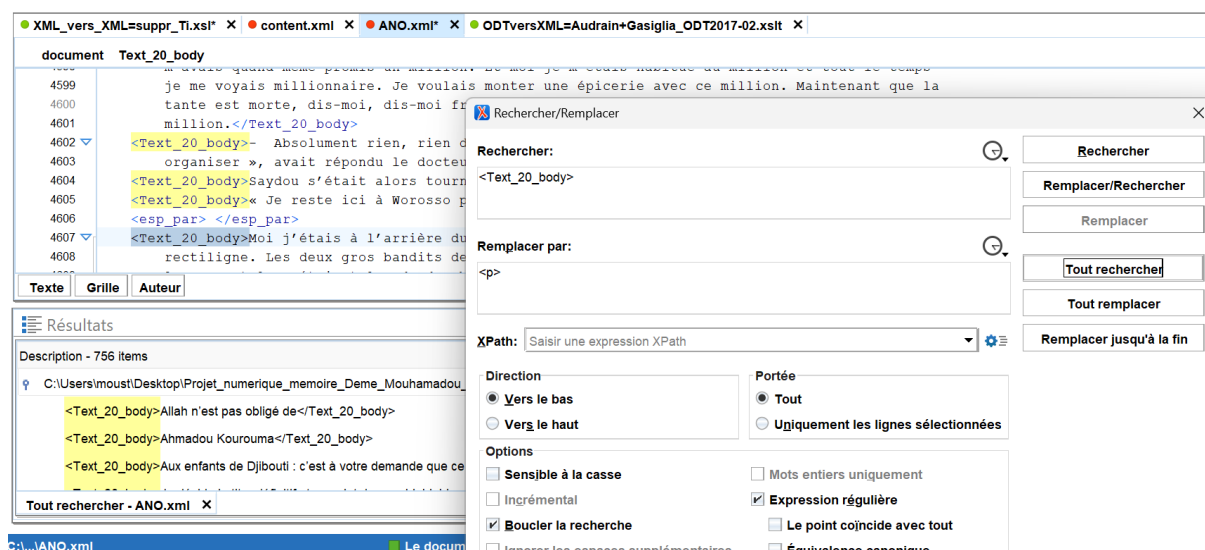 XML_vers_XML=suppr_Ti.xsl* X content.xml X ANO.xml* X ODTversXML=Audrain+Gasiglia_ODT2017-02.xslt X
document Text_20_body
4599 je me voyais millionnaire. Je voulais monter une épicerie avec ce million. Maintenant que la
4600 tante est morte, dis-moi, dis-moi
4601 million.</Text_20_body>
4602 <Text_20_body>- Absolument rien, rien
4603 organiser », avait répondu le docteu
4604 <Text_20_body>Saydou s’était alors tourn
4605 <Text_20_body>« Je reste ici à Worosso
4606 <esp_par> </esp_par>
4607 <Text_20_body>Moi j’étais à l’arrière du
4608 rectiligne. Les deux gros bandits de
Texte Grille Auteur
Résultats
Description - 756 items
C:\Users\moust\Desktop\Projet_numerique_memoire_Deme_Mouhamadou_
<Text_20_body>Allah n'est pas obligé de</Text_20_body>
<Text_20_body>Ahmadou Kourouma</Text_20_body>
<Text_20_body>Aux enfants de Djibouti : c'est à votre demande que ce
Tout rechercher - ANO.xml X
C:\...\ANO.xml Le docum
Rechercher/Remplacer
Rechercher:
<Text_20_body>
Remplacer par:
<p>
XPath: Saisir une expression XPath
Rechercher
Remplacer/Rechercher
Remplacer
Tout rechercher
Tout remplacer
Remplacer jusqu'à la fin
Direction
Vers le bas
Vers le haut
Portée
Tout
Uniquement les lignes sélectionnées
Options
Sensible à la casse
Mots entiers uniquement
Incrémental
Expression régulière
Boucler la recherche
Le point coïncide avec tout
Ignorer les espaces supplémentaires
Équivalence canonique